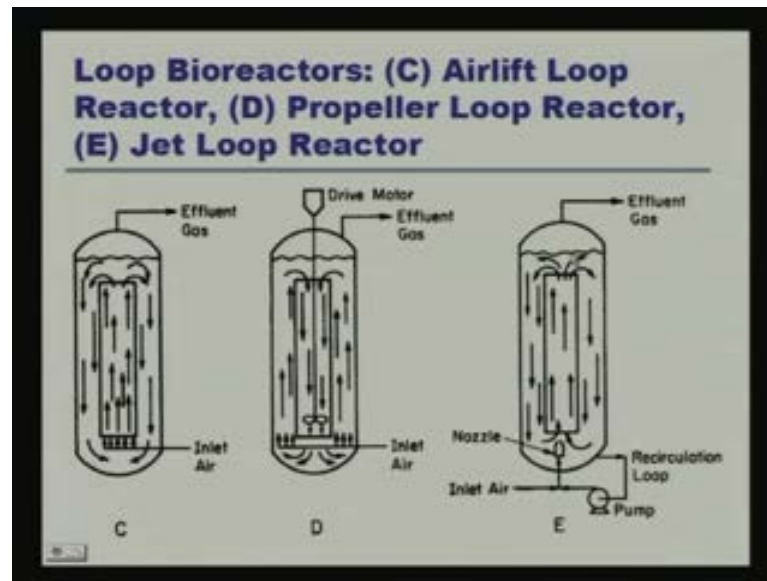 Loop Bioreactors: (C) Airlift Loop
Reactor, (D) Propeller Loop Reactor,
(E) Jet Loop Reactor
Effluent
Gas
Inlet
Air
C
Drive Motor
Effluent
Gas
Inlet
Air
D
Effluent
Gas
Nozzle
Inlet Air
Recirculation
Loop
Pump
E